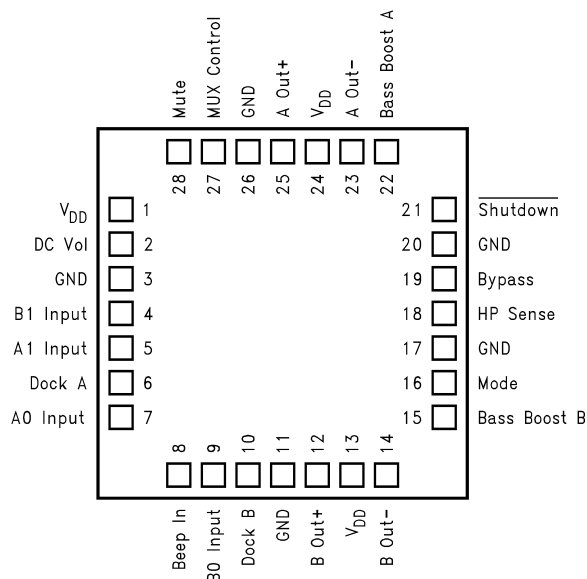 Mute
MUX Control
GND
A Out+
VDD
A Out-
Bass Boost A
28
27
26
25
24
23
22
VDD 1
DC Vol 2
GND 3
B1 Input 4
A1 Input 5
Dock A 6
A0 Input 7
21 Shutdown
20 GND
19 Bypass
18 HP Sense
17 GND
16 Mode
15 Bass Boost B
8
9
10
11
12
13
14
Beep In
B0 Input
Dock B
GND
B Out+
VDD
B Out-